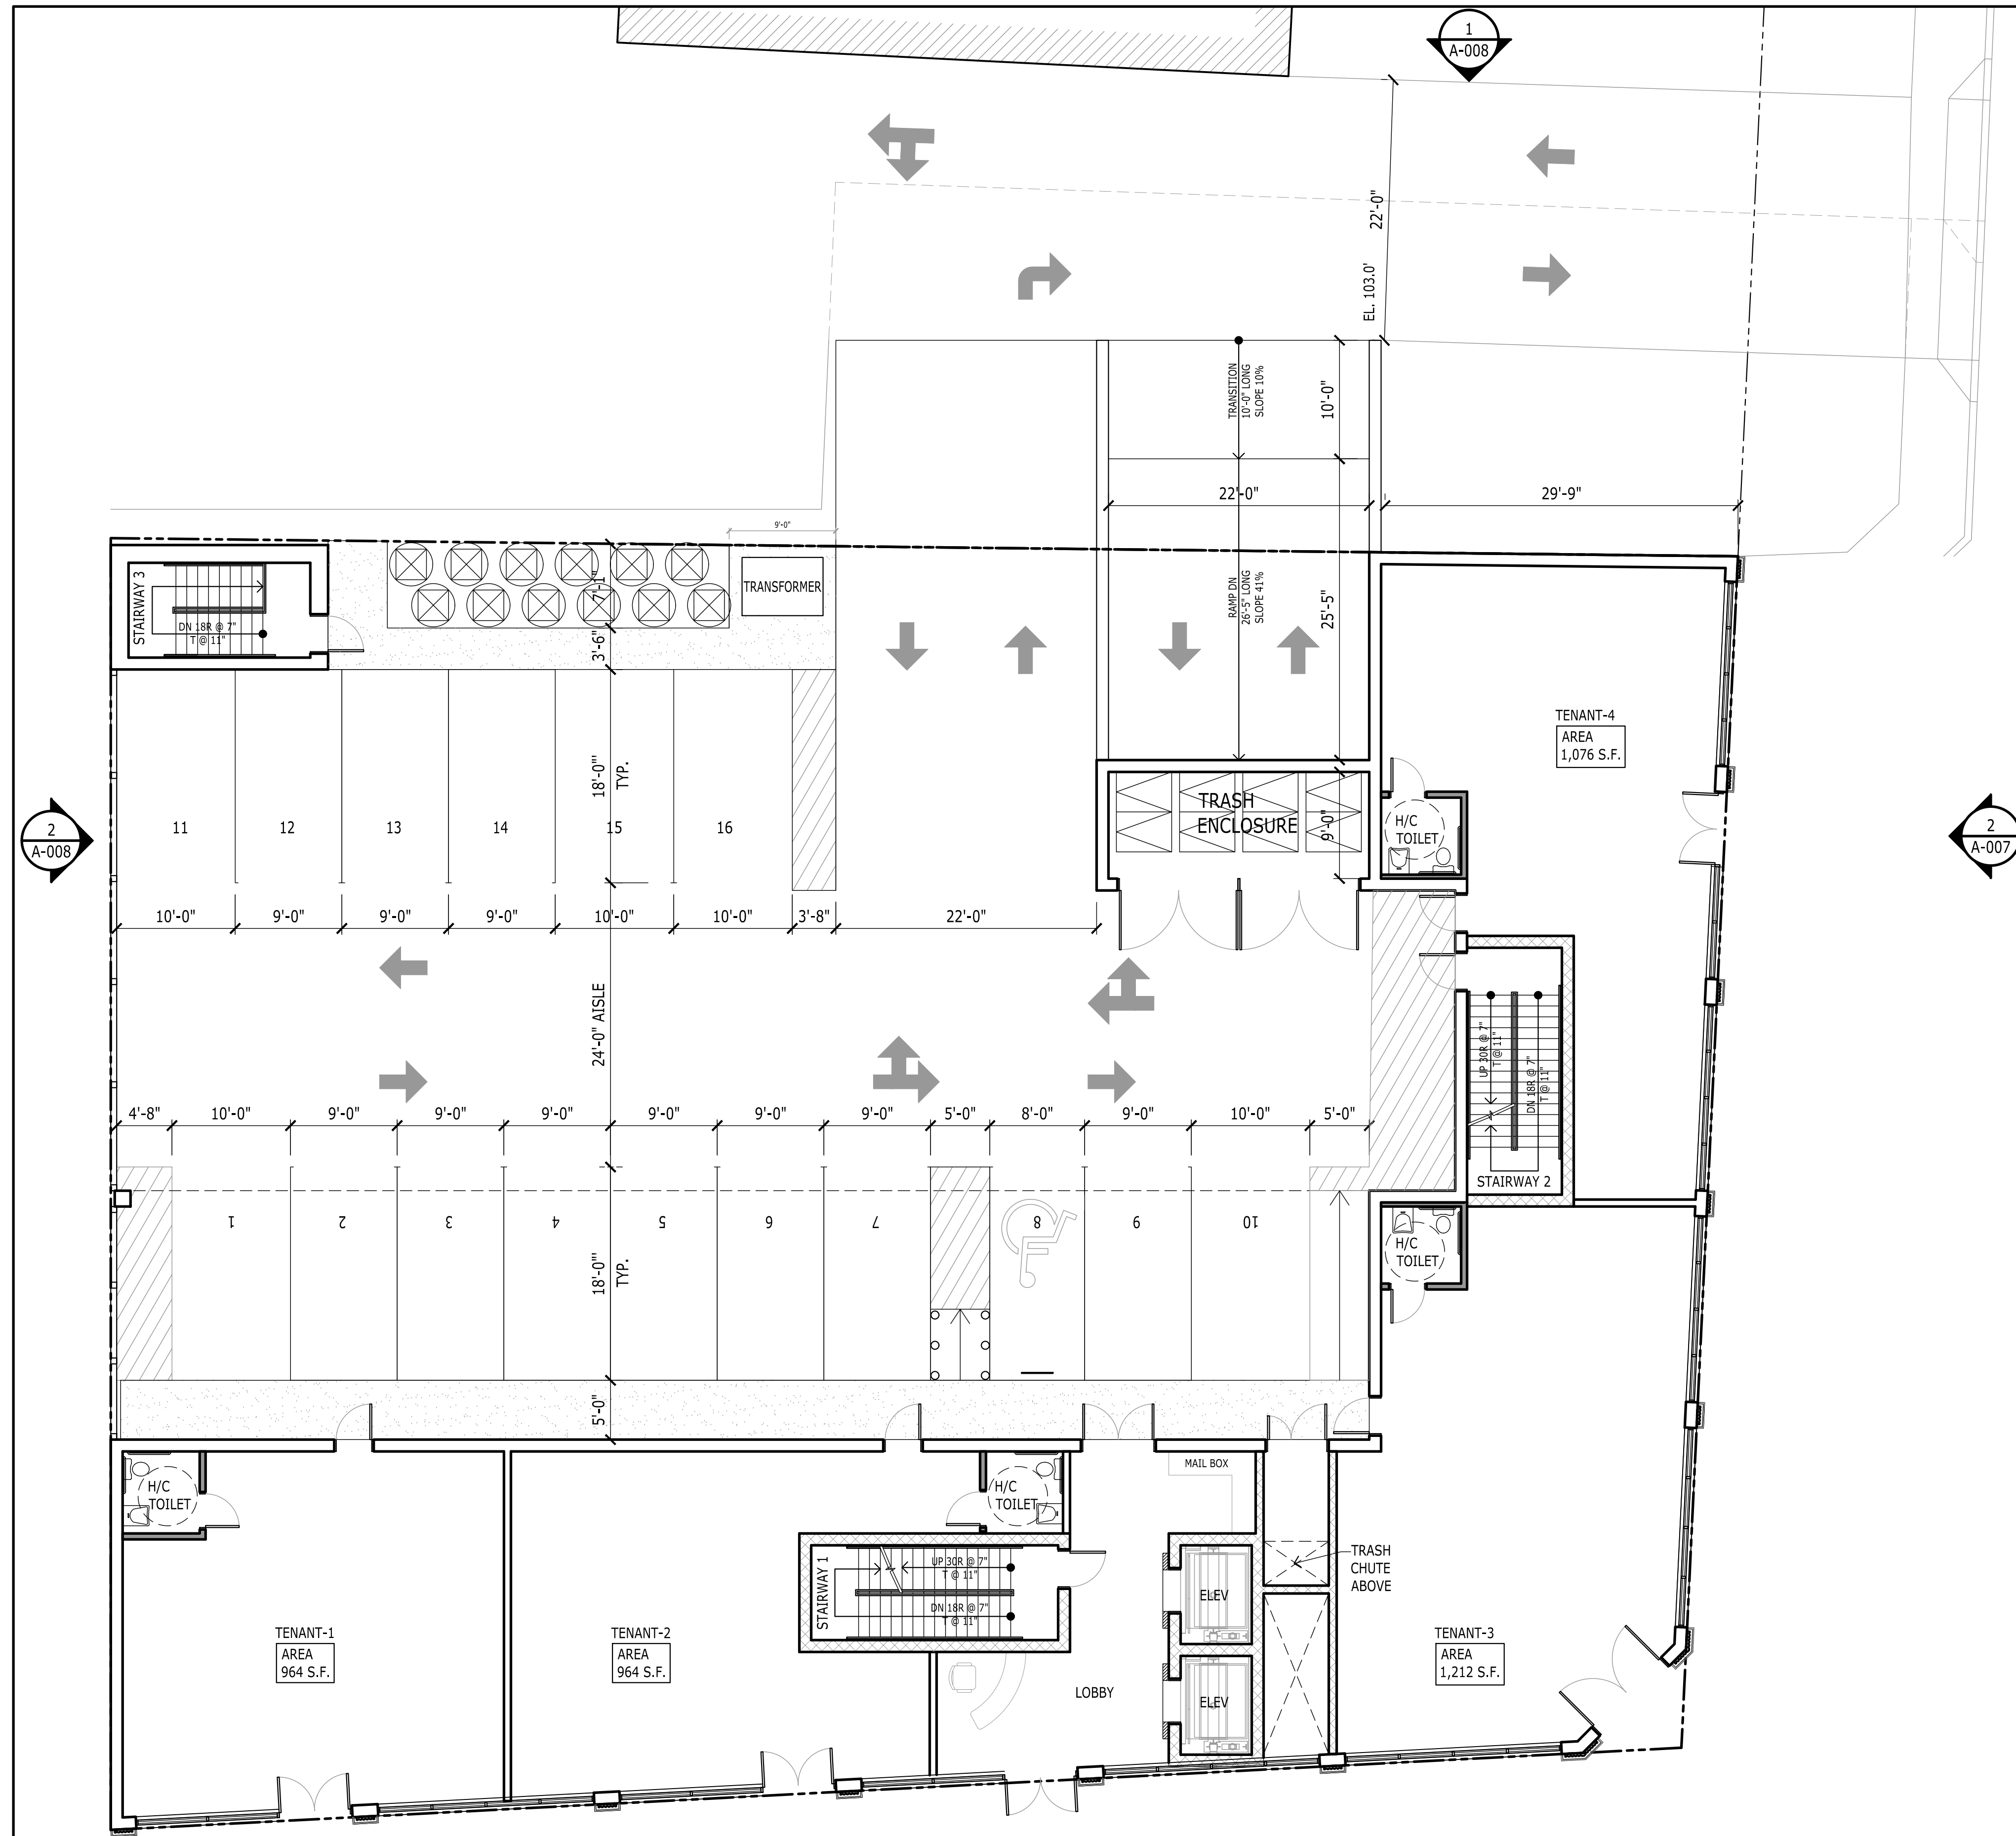 1
A-008
22'-0"
EL. 103.0'
TRANSITION
10'-0" LONG
SLOPE 10%
10'-0"
22'-0"
29'-9"
9'-0"
STAIRWAY 3
DN 18R @ 7"
T @ 11"
7'-1"
TRANSFORMER
RAMP DN
26'-5" LONG
SLOPE 41%
25'-5"
3'-6"
TENANT-4
AREA
1,076 S.F.
18'-0"'
TYP.
11
12
13
14
15
16
TRASH
ENCLOSURE
9'-0"
H/C
TOILET
2
A-008
2
A-007
10'-0"
9'-0"
9'-0"
9'-0"
10'-0"
10'-0"
3'-8"
22'-0"
24'-0" AISLE
UP 30R @ 7"
T @ 11"
DN 18R @ 7"
T @ 11"
STAIRWAY 2
4'-8"
10'-0"
9'-0"
9'-0"
9'-0"
9'-0"
9'-0"
9'-0"
5'-0"
8'-0"
9'-0"
10'-0"
5'-0"
1
2
3
4
5
6
7
8
9
10
H/C
TOILET
18'-0"'
TYP.
5'-0"
H/C
TOILET
H/C
TOILET
MAIL BOX
STAIRWAY 1
UP 30R @ 7"
T @ 11"
DN 18R @ 7"
T @ 11"
ELEV
TRASH
CHUTE
ABOVE
TENANT-1
AREA
964 S.F.
TENANT-2
AREA
964 S.F.
TENANT-3
AREA
1,212 S.F.
LOBBY
ELEV